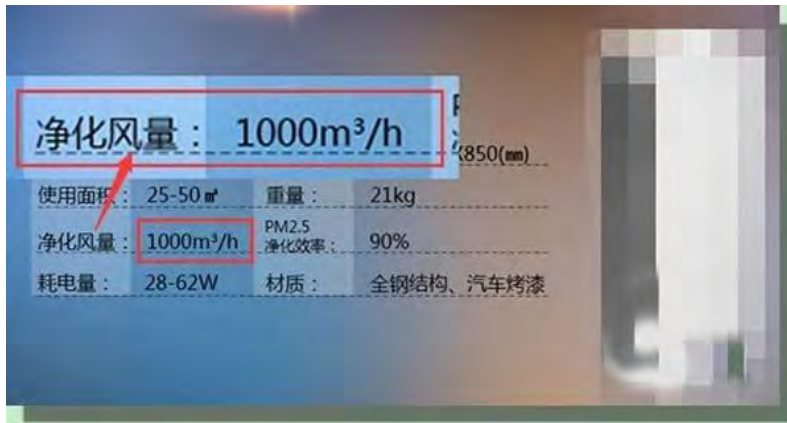 净化风量： 1000m³/h
X850(mm)
使用面积： 25-50㎡ 重量： 21kg
净化风量： 1000m³/h PM2.5净化效率： 90%
耗电量： 28-62W 材质： 全钢结构、汽车烤漆